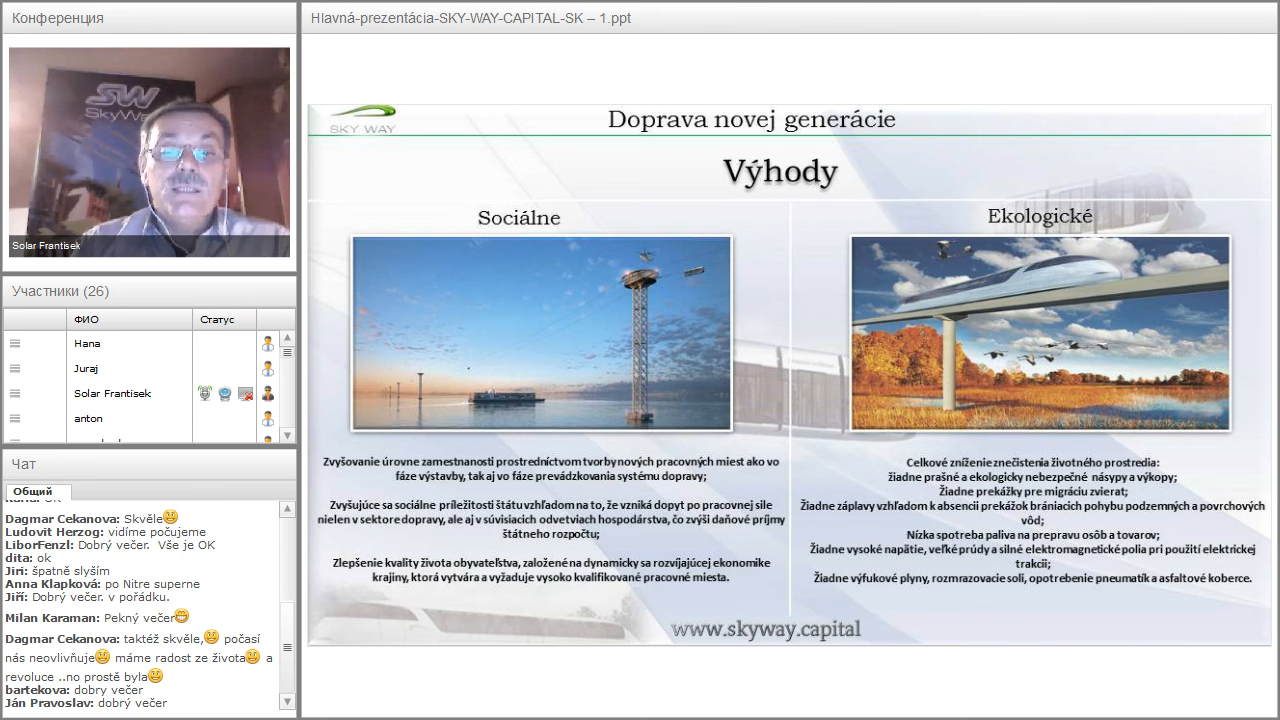 Конференция
SW
SkyW
Solar Frantisek
Участники (26)
ФИО
Статус
Hana
Juraj
Solar Frantisek
anton
Чат
Общий
Dagmar Cekanova: Skvěle
Ludovit Herzog: vidíme počujeme
LiborFenzl: Dobrý večer. Vše je OK
dita: ok
Jiri: špatně slyším
Anna Klapková: po Nitre superne
Jiří: Dobrý večer. v pořádku.
Milan Karaman: Pekný večer
Dagmar Cekanova: taktéž skvěle, počasí
nás neovlivňuje máme radost ze života a
revoluce ..no prostě byla
bartekova: dobry večer
Ján Pravoslav: dobrý večer
Hlavná-prezentácia-SKY-WAY-CAPITAL-SK – 1.ppt
SKY WAY
Doprava novej generácie
Výhody
Sociálne
Zvyšovanie úrovne zamestnanosti prostredníctvom tvorby nových pracovných miest ako vo
fáze výstavby, tak aj vo fáze prevádzkovania systému dopravy;
Zvyšujúce sa sociálne príležitosti štátu vzhľadom na to, že vzniká dopyt po pracovnej sile
nielen v sektore dopravy, ale aj v súvisiacich odvetviach hospodárstva, čo zvýši daňové príjmy
štátneho rozpočtu;
Zlepšenie kvality života obyvateľstva, založené na dynamicky sa rozvíjajúcej ekonomike
krajiny, ktorá vytvára a vyžaduje vysoko kvalifikované pracovné miesta.
Ekologické
Celkové zníženie znečistenia životného prostredia:
žiadne prašné a ekologicky nebezpečné násypy a výkopy;
Žiadne prekážky pre migráciu zvierat;
Žiadne záplavy vzhľadom k absencii prekážok brániacich pohybu podzemných a povrchových
vôd;
Nízka spotreba paliva na prepravu osôb a tovarov;
Žiadne vysoké napätie, veľké prúdy a silné elektromagnetické polia pri použití elektrickej
trakcii;
Žiadne výfukové plyny, rozmrazovacie soli, opotrebenie pneumatík a asfaltové koberce.
www.skyway.capital